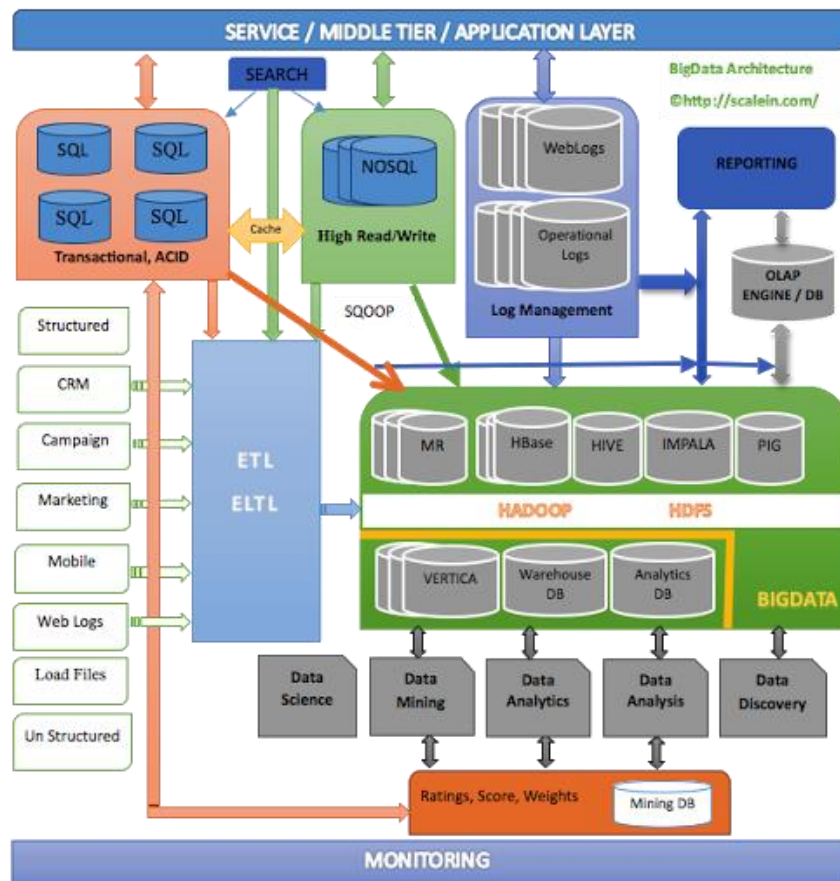 SERVICE / MIDDLE TIER / APPLICATION LAYER
SEARCH
BigData Architecture
©http://scalein.com/
SQL
SQL
SQL
SQL
Transactional, ACID
Cache
NOSQL
High Read/Write
WebLogs
Operational
Logs
Log Management
REPORTING
OLAP
ENGINE / DB
SQOOP
Structured
CRM
Campaign
Marketing
Mobile
Web Logs
Load Files
Un Structured
ETL
ELTL
MR
HBase
HIVE
IMPALA
PIG
HADOOP
HDFS
VERTICA
Warehouse
DB
Analytics
DB
BIGDATA
Data
Science
Data
Mining
Data
Analytics
Data
Analysis
Data
Discovery
Ratings, Score, Weights
Mining DB
MONITORING